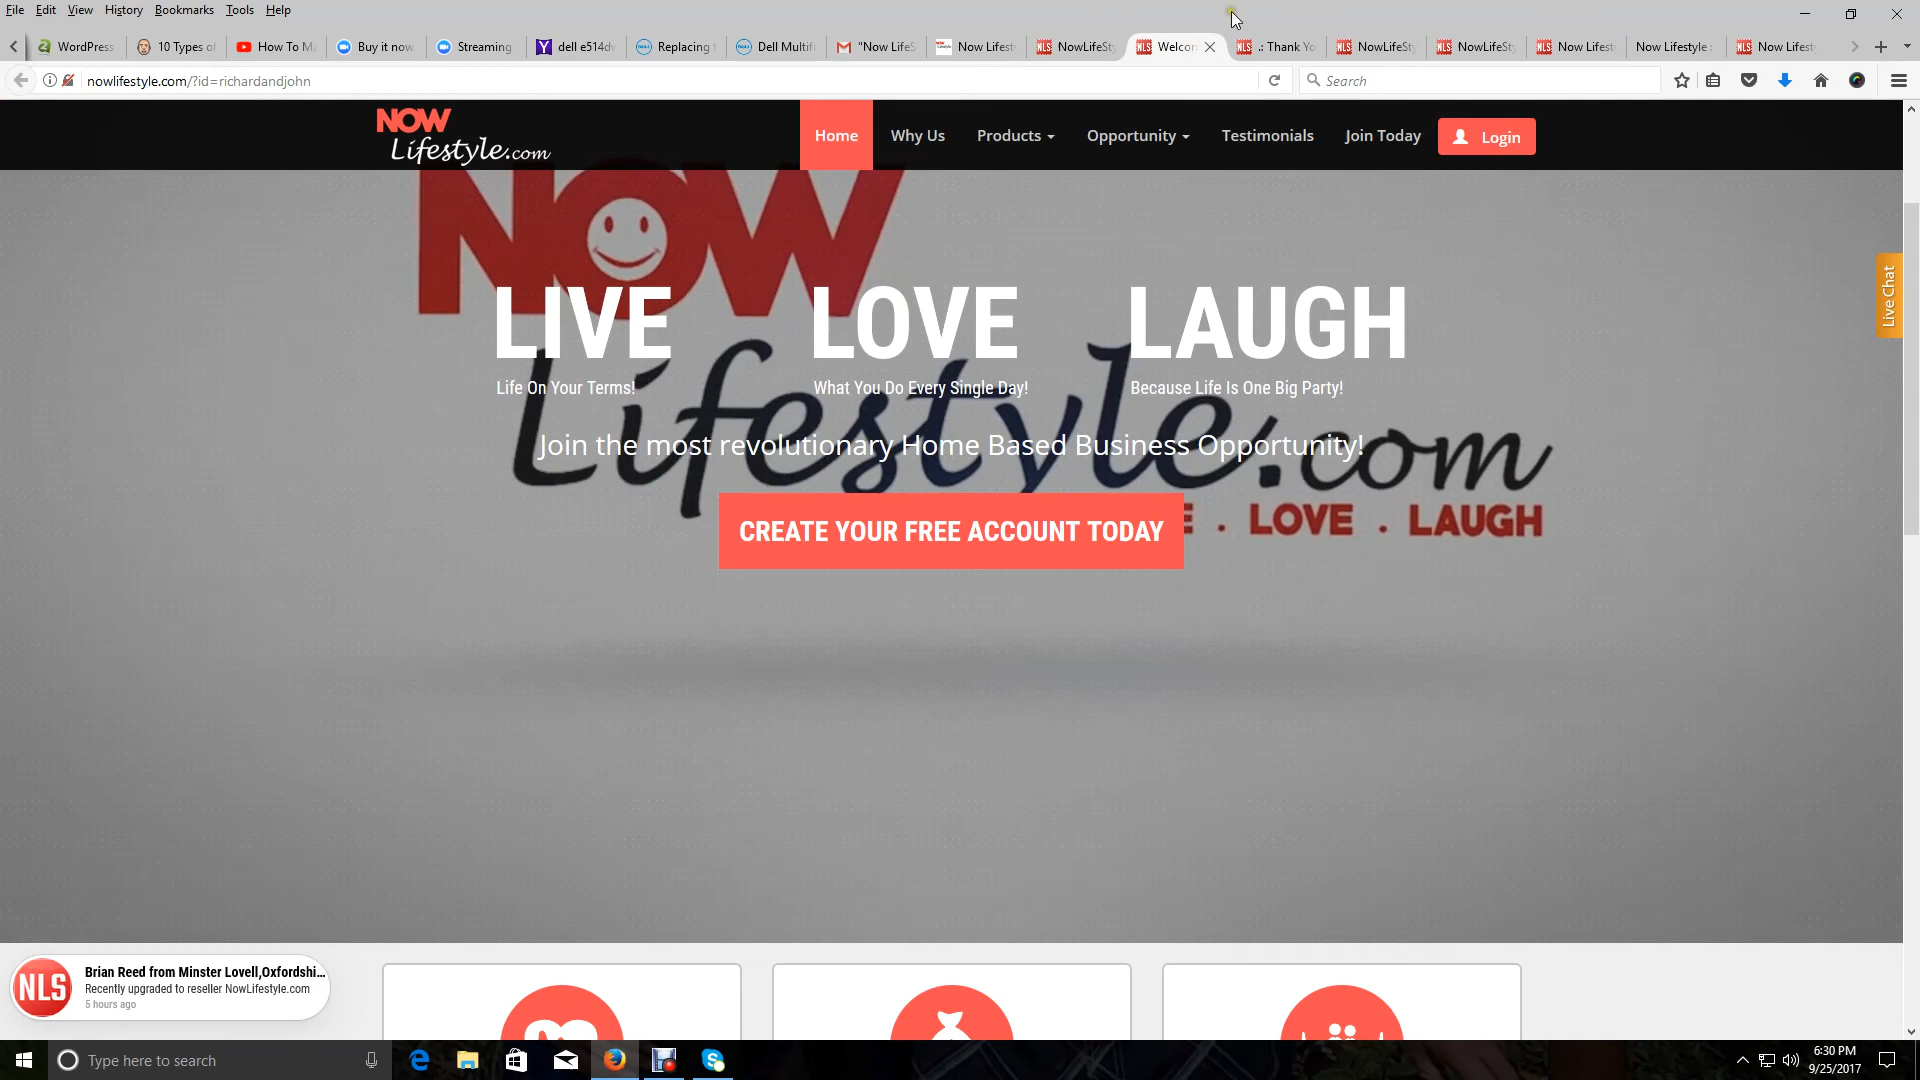 File Edit View History Bookmarks Tools Help
WordPress 10 Types of How To Ma Buy it now Streaming dell e514dw Replacing Dell Multif "Now LifeS Now Lifest NowLifeSty Welcom .: Thank Yo NowLifeSty NowLifeSty Now Lifest Now Lifestyle : Now Lifest
nowlifestyle.com/?id=richardandjohn
Search
NOW
Lifestyle.com
Home Why Us Products Opportunity Testimonials Join Today Login
NOW
LIVE LOVE LAUGH
Life On Your Terms! What You Do Every Single Day! Because Life Is One Big Party!
Lifestyle.com
Join the most revolutionary Home Based Business Opportunity!
E . LOVE . LAUGH
CREATE YOUR FREE ACCOUNT TODAY
Live Chat
NLS
Brian Reed from Minster Lovell,Oxfordshi...
Recently upgraded to reseller NowLifestyle.com
5 hours ago
Type here to search
6:30 PM
9/25/2017